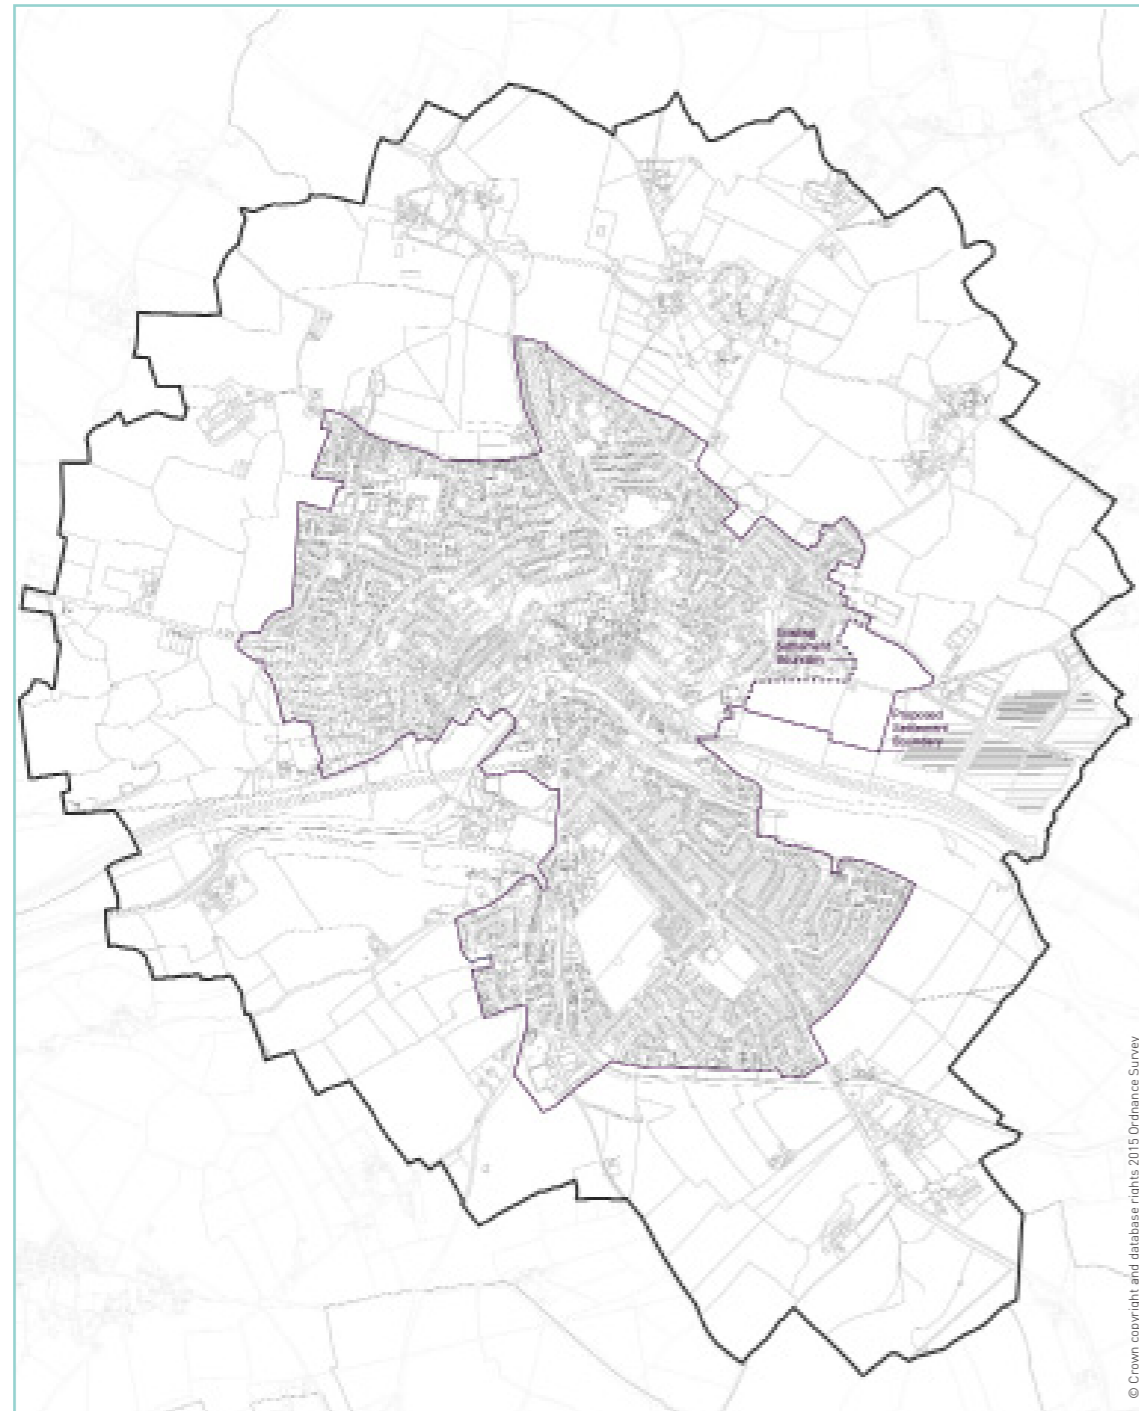 Existing
Settlement
Boundary
Proposed
Settlement
Boundary
© Crown copyright and database rights 2015 Ordnance Survey